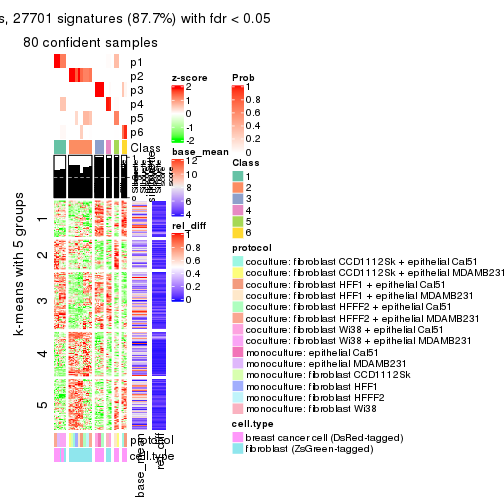 s, 27701 signatures (87.7%) with fdr < 0.05
80 confident samples
p1
p2
p3
p4
p5
p6
Class
k-means with 5 groups
1
2
3
4
5
protocol
cell.type
base_mean
rel_diff
z-score
2
1
0
-1
-2
base_mean
12
10
8
6
4
rel_diff
1
0.8
0.6
0.4
0.2
0
Prob
1
0.8
0.6
0.4
0.2
0
Class
1
2
3
4
5
6
protocol
coculture: fibroblast CCD1112Sk + epithelial Cal51
coculture: fibroblast CCD1112Sk + epithelial MDAMB231
coculture: fibroblast HFF1 + epithelial Cal51
coculture: fibroblast HFF1 + epithelial MDAMB231
coculture: fibroblast HFFF2 + epithelial Cal51
coculture: fibroblast HFFF2 + epithelial MDAMB231
coculture: fibroblast Wi38 + epithelial Cal51
coculture: fibroblast Wi38 + epithelial MDAMB231
monoculture: epithelial Cal51
monoculture: epithelial MDAMB231
monoculture: fibroblast CCD1112Sk
monoculture: fibroblast HFF1
monoculture: fibroblast HFFF2
monoculture: fibroblast Wi38
cell.type
breast cancer cell (DsRed-tagged)
fibroblast (ZsGreen-tagged)